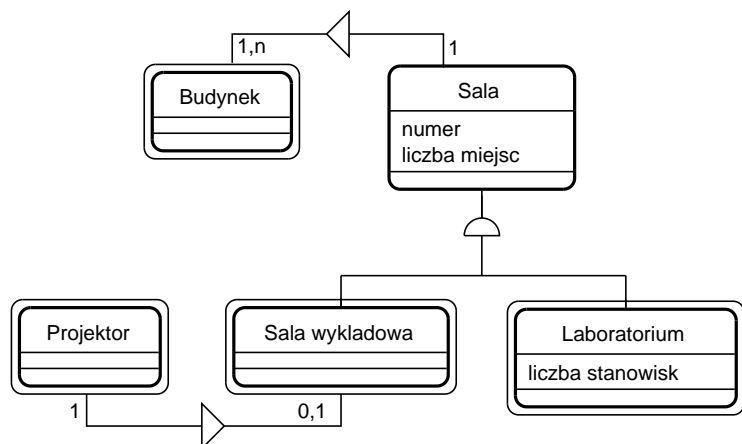 1,n
1
Budynek
Sala
numer
liczba miejsc
Projektor
Sala wykladowa
Laboratorium
liczba stanowisk
1
0,1